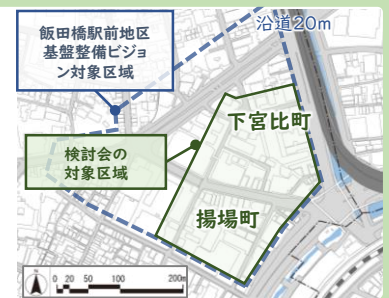 飯田橋駅前地区
基盤整備ビジョ
ン対象区域
沿道20m
検討会の
対象区域
下宮比町
揚場町
0 20 50 100 200m